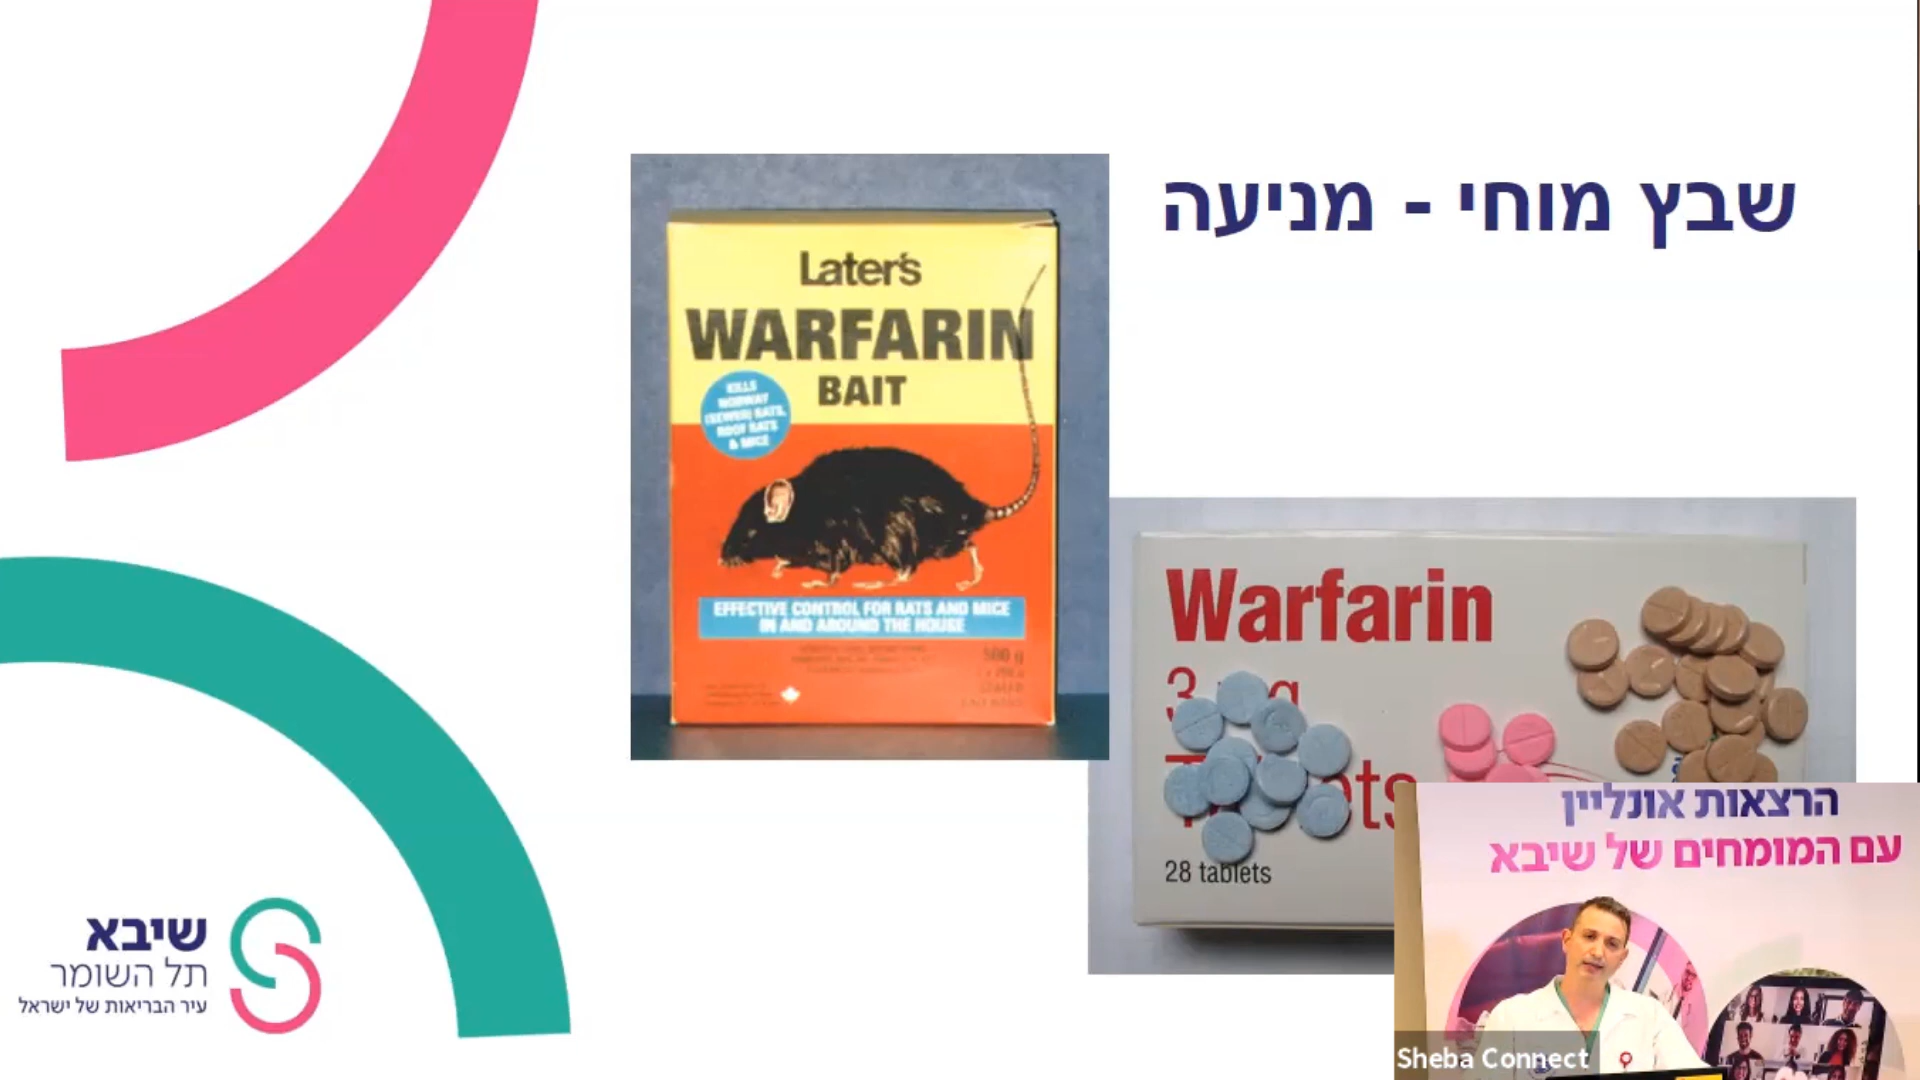 שבץ מוחי - מניעה
Later's
WARFARIN
BAIT
KILLS
NORWAY
(SEWER) RATS,
ROOF RATS
& MICE
EFFECTIVE CONTROL FOR RATS AND MICE
IN AND AROUND THE HOUSE
500 g
Warfarin
3
28 tablets
הרצאות אונליין
עם המומחים של שיבא
Sheba Connect
שיבא
תל השומר
עיר הבריאות של ישראל